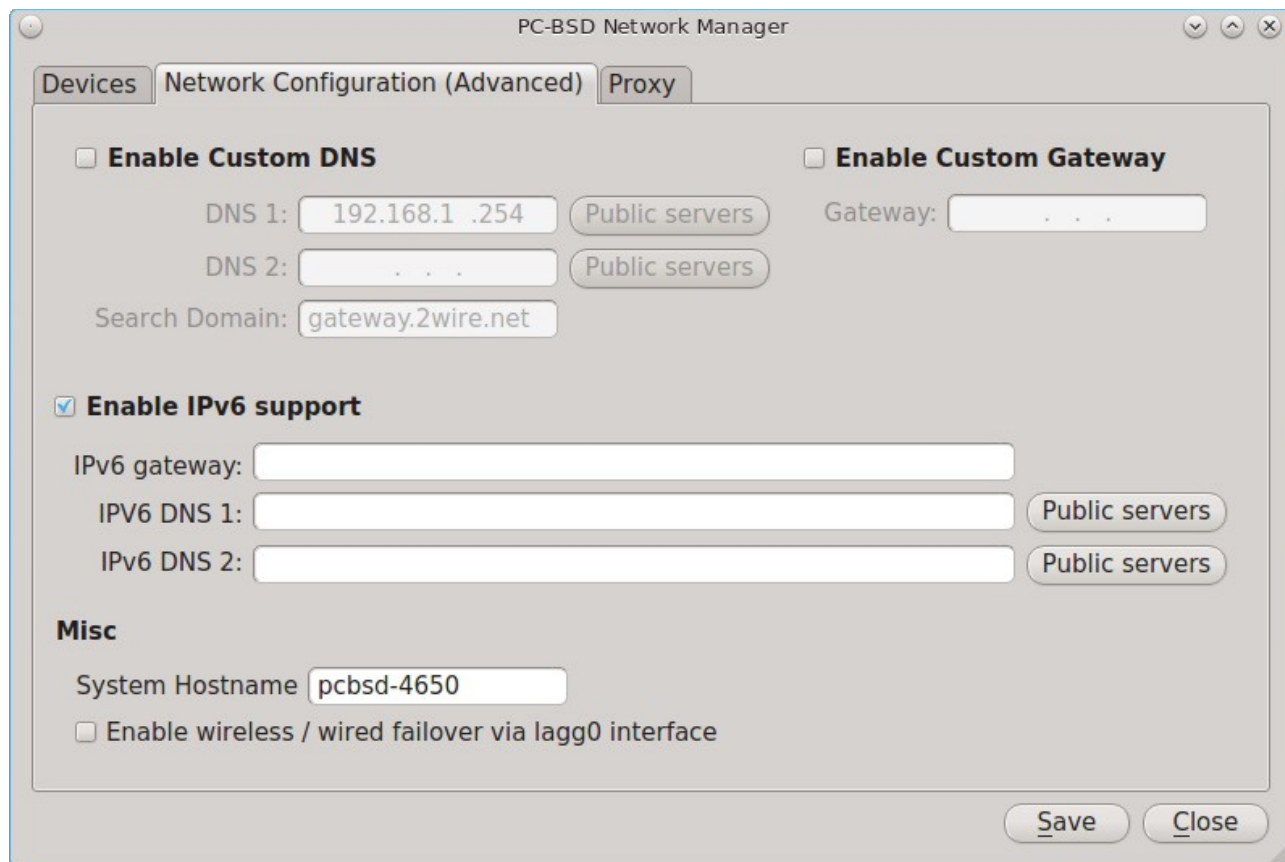 PC-BSD Network Manager
Devices Network Configuration (Advanced) Proxy
Enable Custom DNS
DNS 1: 192.168.1 .254 Public servers
DNS 2: . . . Public servers
Search Domain: gateway.2wire.net
Enable Custom Gateway
Gateway: . . .
Enable IPv6 support
IPv6 gateway:
IPV6 DNS 1: Public servers
IPv6 DNS 2: Public servers
Misc
System Hostname pcbsd-4650
Enable wireless / wired failover via lagg0 interface
Save Close